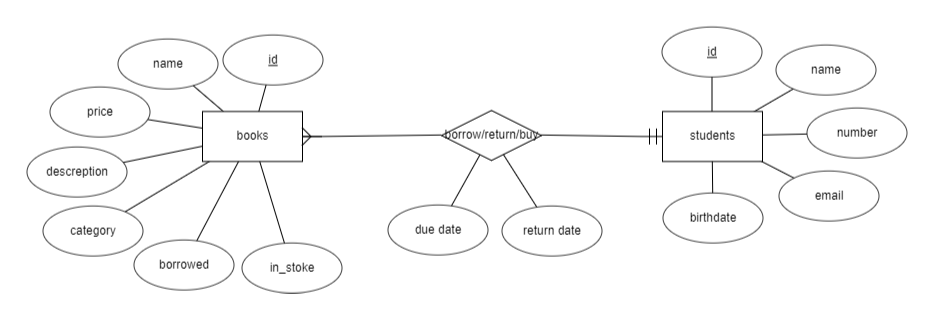 id
name
id
name
price
books
borrow/return/buy
students
number
descreption
email
category
birthdate
due date
return date
borrowed
in_stoke